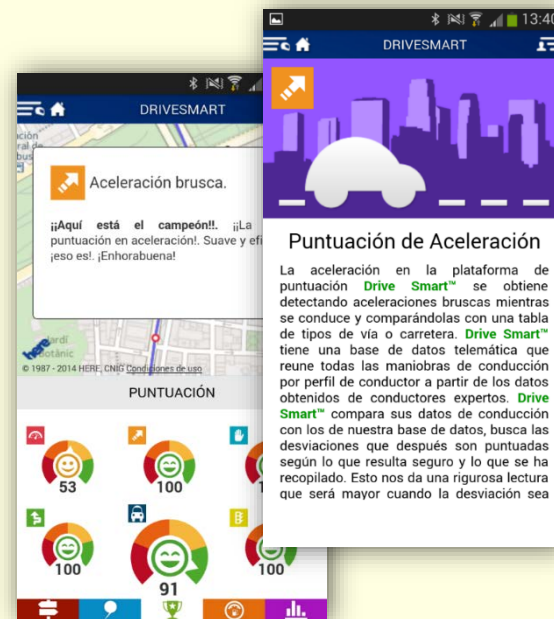 DRIVESMART
Aceleración brusca.
¡¡Aquí está el campeón!!. ¡¡La
puntuación en aceleración!. Suave y
¡eso es!. ¡Enhorabuena!
here
© 1987 - 2014 HERE, CNIG Condiciones de uso
PUNTUACIÓN
53
100
100
91
100
13:40
DRIVESMART
Puntuación de Aceleración
La aceleración en la plataforma de
puntuación Drive Smart™ se obtiene
detectando aceleraciones bruscas mientras
se conduce y comparándolas con una tabla
de tipos de vía o carretera. Drive Smart™
tiene una base de datos telemática que
reune todas las maniobras de conducción
por perfil de conductor a partir de los datos
obtenidos de conductores expertos. Drive
Smart™ compara sus datos de conducción
con los de nuestra base de datos, busca las
desviaciones que después son puntuadas
según lo que resulta seguro y lo que se ha
recopilado. Esto nos da una rigurosa lectura
que será mayor cuando la desviación sea